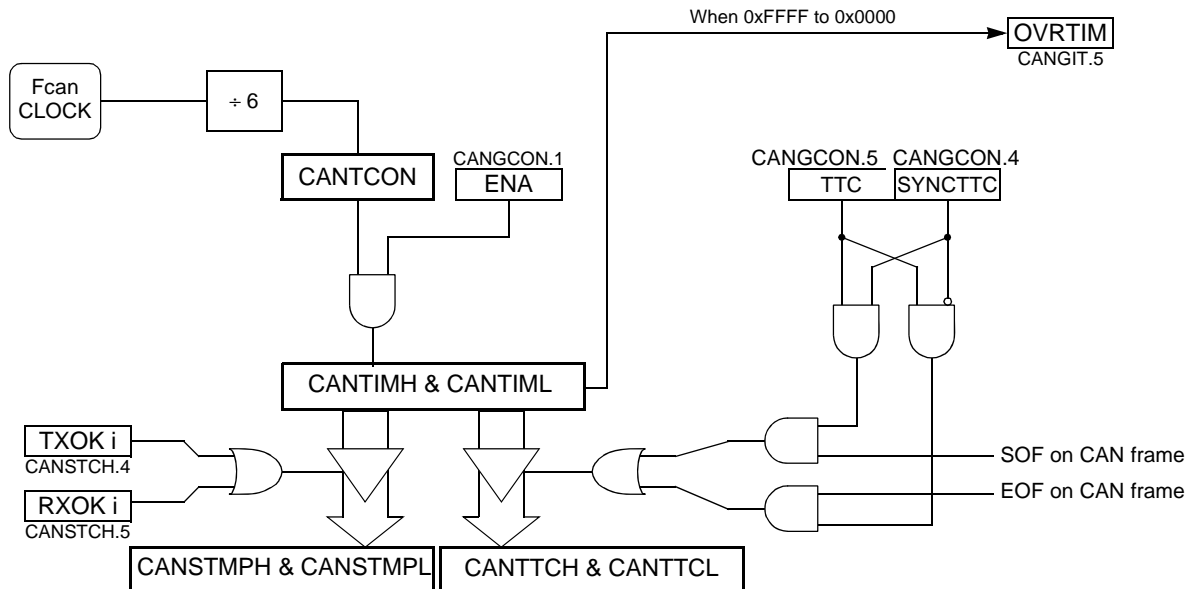 When 0xFFFF to 0x0000
OVRTIM
CANGIT.5
Fcan
CLOCK
÷ 6
CANTCON
CANGCON.1
ENA
CANGCON.5 CANGCON.4
TTC SYNCTTC
CANTIMH & CANTIML
TXOK i
CANSTCH.4
RXOK i
CANSTCH.5
SOF on CAN frame
EOF on CAN frame
CANSTMPH & CANSTMPL
CANTTCH & CANTTCL